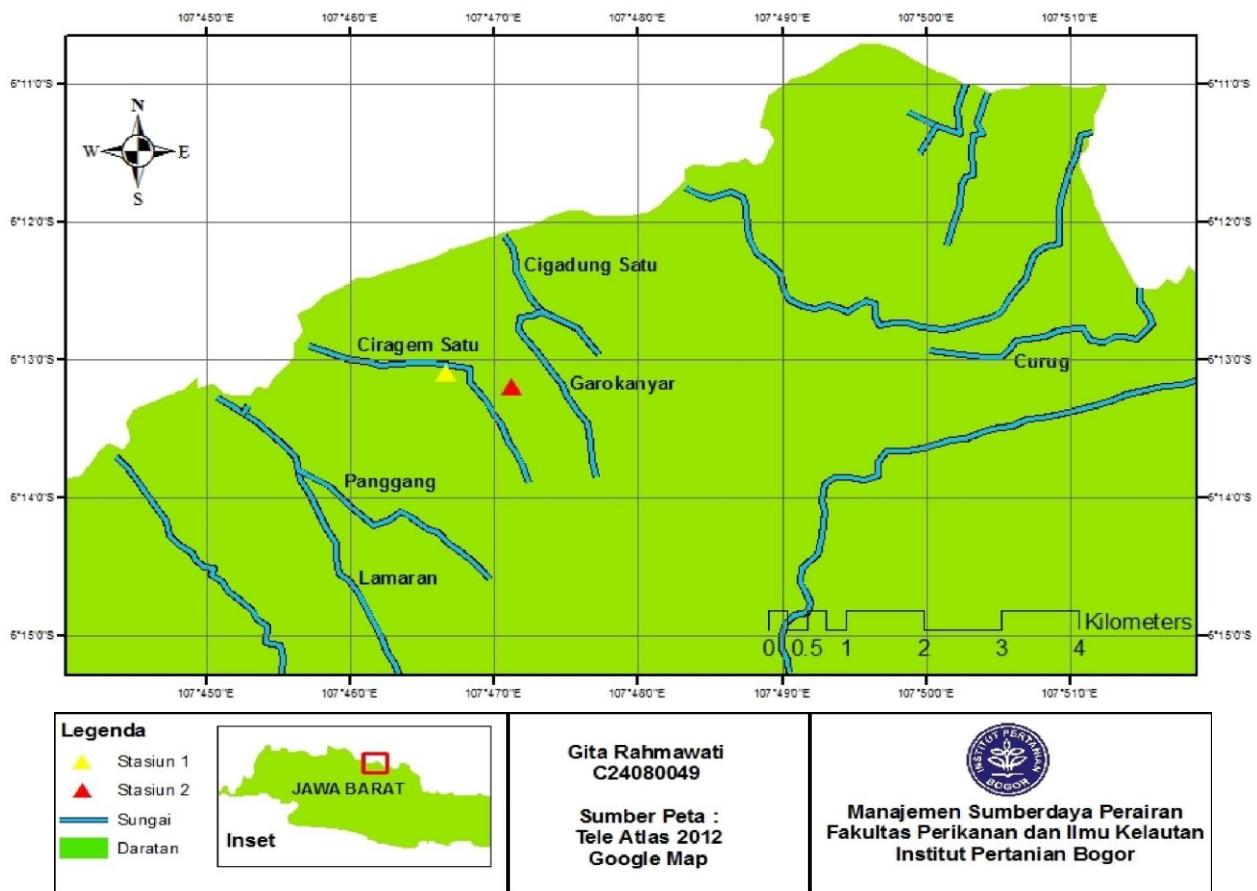 107°45'0"E 107°46'0"E 107°47'0"E 107°48'0"E 107°49'0"E 107°50'0"E 107°51'0"E
6°11'0"S 6°11'0"S
N
W E
S
6°12'0"S 6°12'0"S
Cigadung Satu
Ciragem Satu
6°13'0"S 6°13'0"S
Curug
Garokanyar
Panggang
6°14'0"S 6°14'0"S
Lamaran
Kilometers
6°15'0"S 6°15'0"S
0 0.5 1 2 3 4
107°45'0"E 107°46'0"E 107°47'0"E 107°48'0"E 107°49'0"E 107°50'0"E 107°51'0"E
Legenda
Stasiun 1
Stasiun 2
Sungai
Daratan
JAWA BARAT
Inset
Gita Rahmawati
C24080049
Sumber Peta :
Tele Atlas 2012
Google Map
INSTITUT PERTANIAN
BOGOR
Manajemen Sumberdaya Perairan
Fakultas Perikanan dan Ilmu Kelautan
Institut Pertanian Bogor